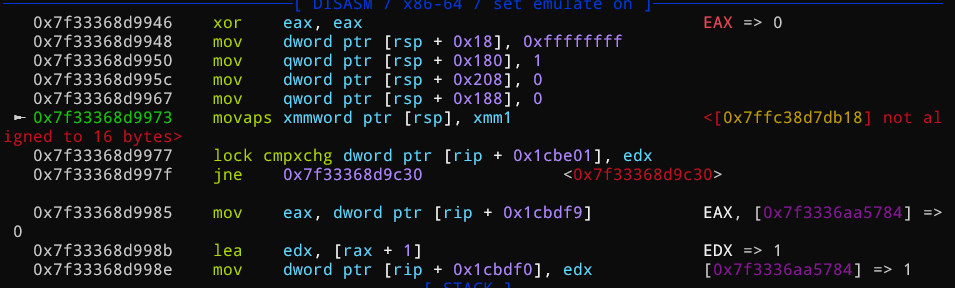 [ DISASM / x86-64 / set emulate on ]
0x7f33368d9946 xor eax, eax EAX => 0
0x7f33368d9948 mov dword ptr [rsp + 0x18], 0xffffffff
0x7f33368d9950 mov qword ptr [rsp + 0x180], 1
0x7f33368d995c mov dword ptr [rsp + 0x208], 0
0x7f33368d9967 mov qword ptr [rsp + 0x188], 0
► 0x7f33368d9973 movaps xmmword ptr [rsp], xmm1 <[0x7ffc38d7db18] not al
igned to 16 bytes>
0x7f33368d9977 lock cmpxchg dword ptr [rip + 0x1cbe01], edx
0x7f33368d997f jne 0x7f33368d9c30 <0x7f33368d9c30>
0x7f33368d9985 mov eax, dword ptr [rip + 0x1cbdf9] EAX, [0x7f3336aa5784] =>
0
0x7f33368d998b lea edx, [rax + 1] EDX => 1
0x7f33368d998e mov dword ptr [rip + 0x1cbdf0], edx [0x7f3336aa5784] => 1
[ STACK ]